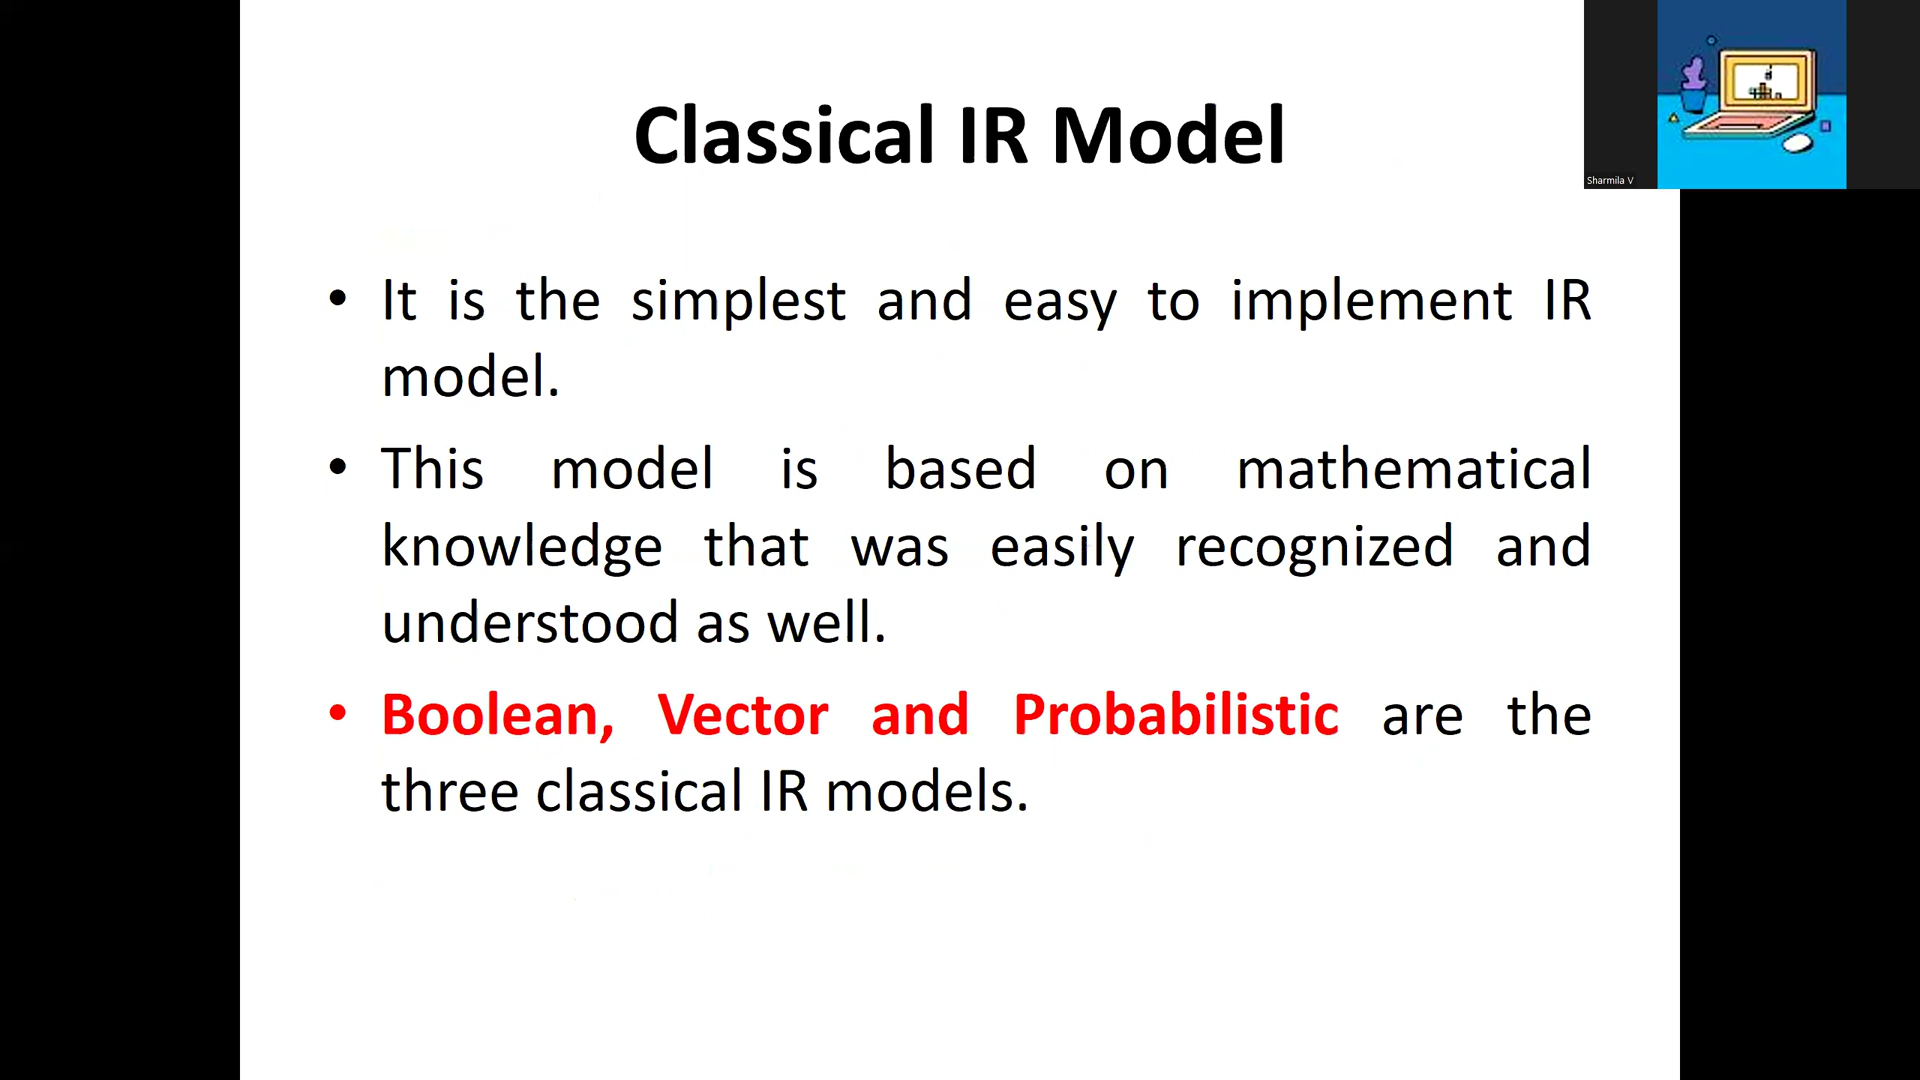 Classical IR Model
Sharmila V
• It is the simplest and easy to implement IR
model.
• This model is based on mathematical
knowledge that was easily recognized and
understood as well.
• Boolean, Vector and Probabilistic are the
three classical IR models.